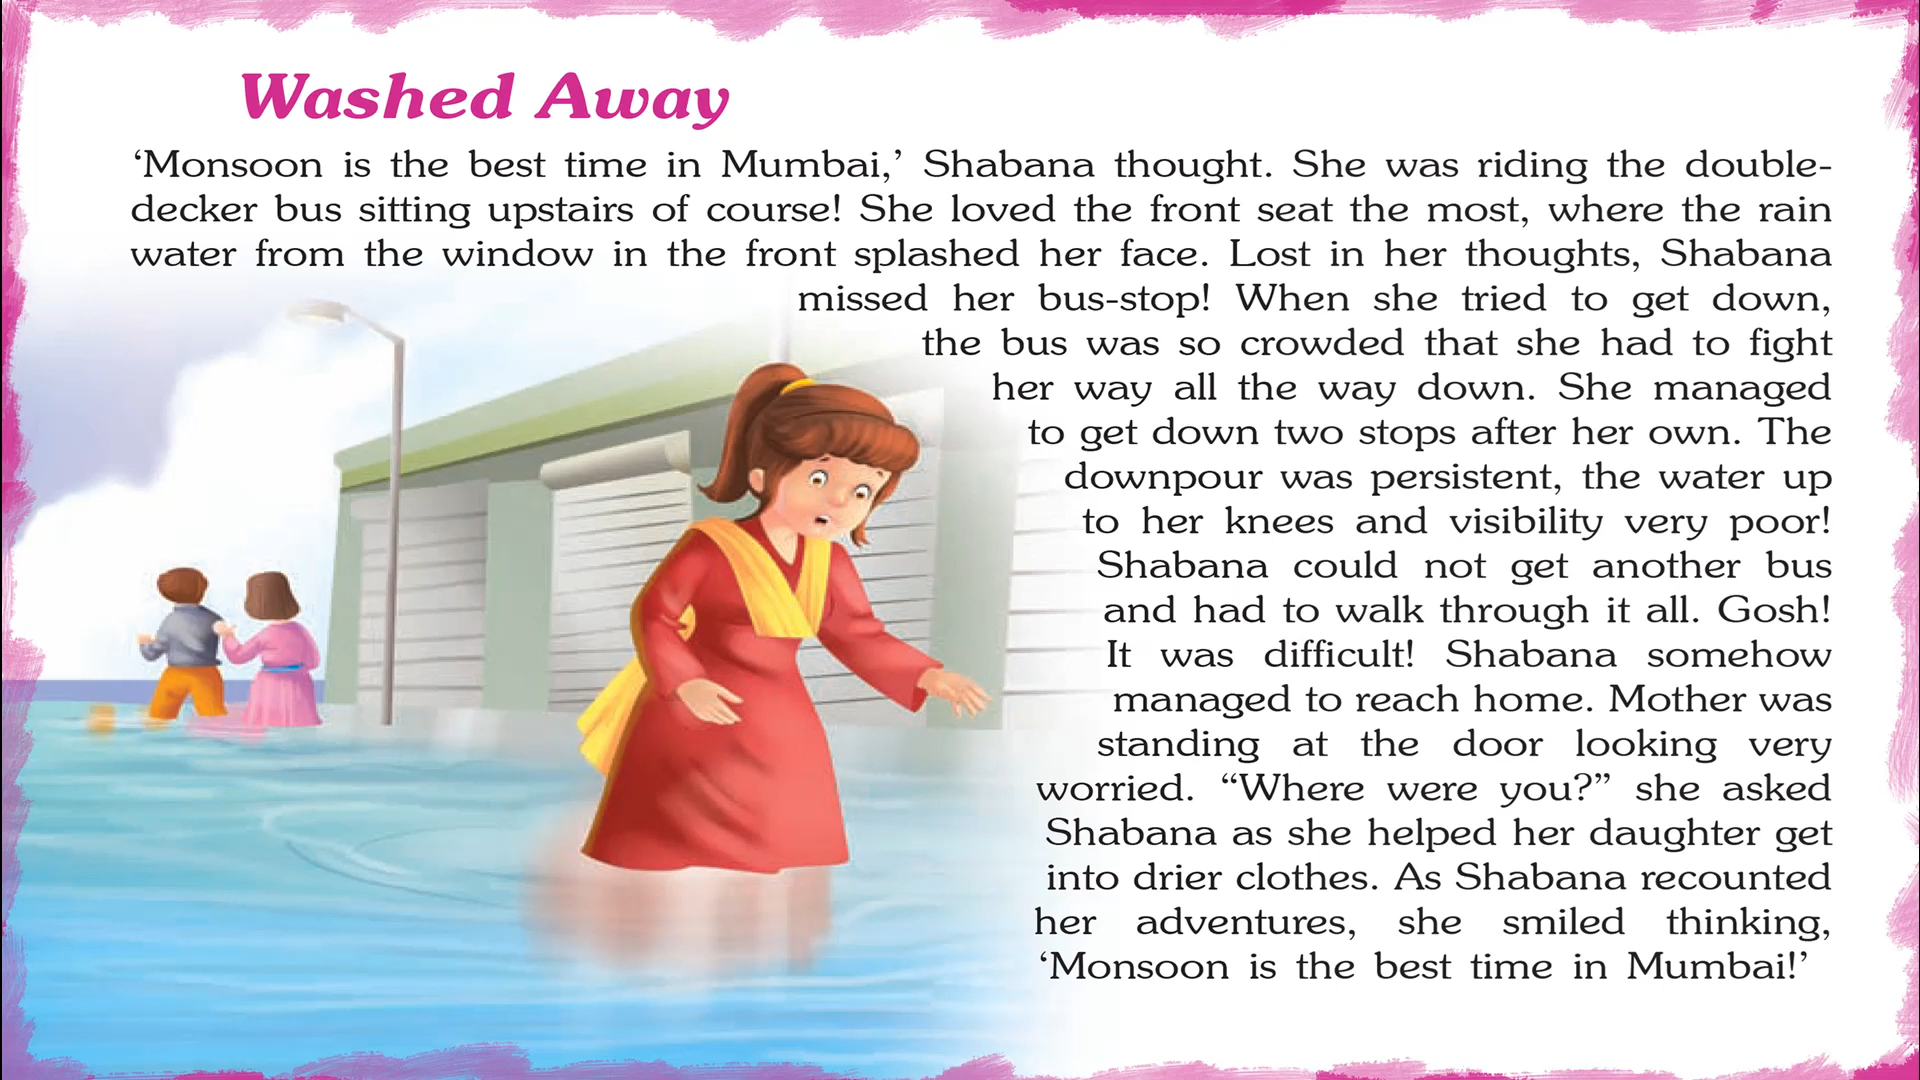 Washed Away
‘Monsoon is the best time in Mumbai,’ Shabana thought. She was riding the double-
decker bus sitting upstairs of course! She loved the front seat the most, where the rain
water from the window in the front splashed her face. Lost in her thoughts, Shabana
missed her bus-stop! When she tried to get down,
the bus was so crowded that she had to fight
her way all the way down. She managed
to get down two stops after her own. The
downpour was persistent, the water up
to her knees and visibility very poor!
Shabana could not get another bus
and had to walk through it all. Gosh!
It was difficult! Shabana somehow
managed to reach home. Mother was
standing at the door looking very
worried. “Where were you?” she asked
Shabana as she helped her daughter get
into drier clothes. As Shabana recounted
her adventures, she smiled thinking,
‘Monsoon is the best time in Mumbai!’